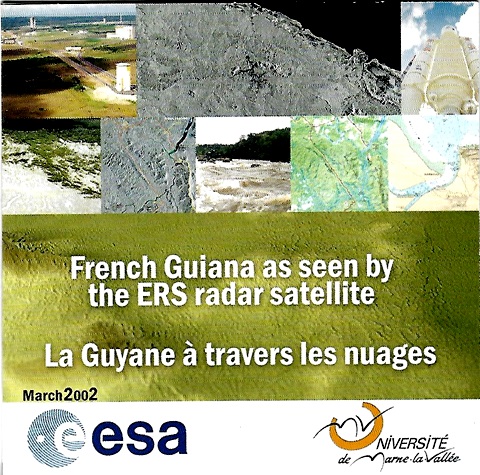 French Guiana as seen by
the ERS radar satellite
La Guyane à travers les nuages
March2002
esa
UNIVERSITÉ
de Marne-la-Vallée